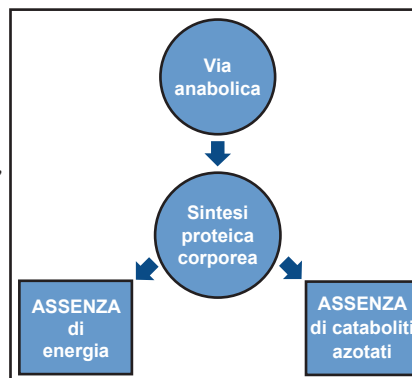 Via
anabolica
Sintesi
proteica
corporea
ASSENZA
di
energia
ASSENZA
di cataboliti
azotati